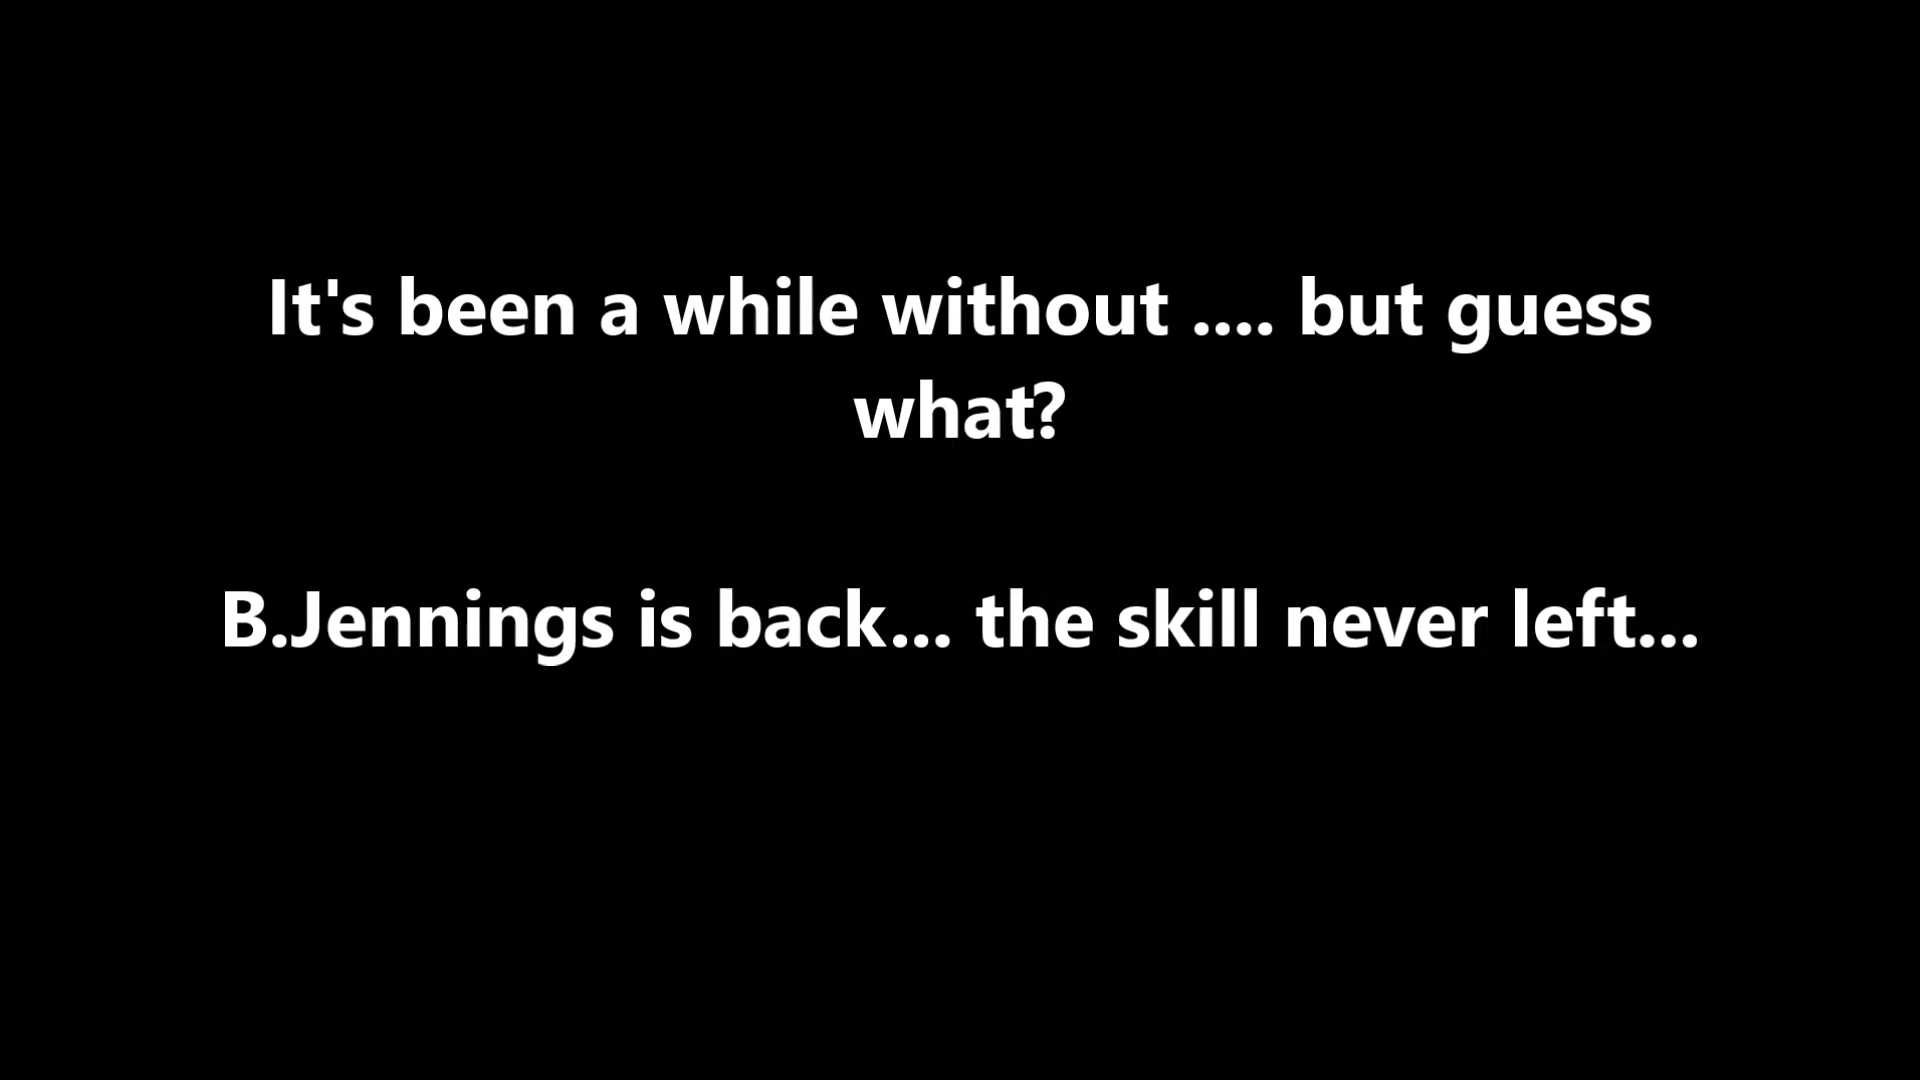 It's been a while without .... but guess
what?
B.Jennings is back... the skill never left...